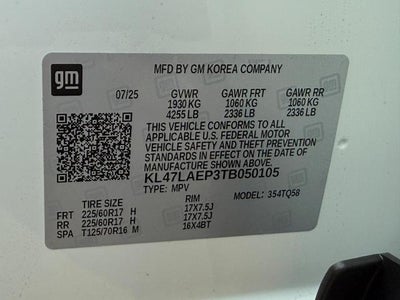 gm
MFD BY GM KOREA COMPANY
07/25 GVWR GAWR FRT GAWR RR
1930 KG 1060 KG 1060 KG
4255 LB 2336 LB 2336 LB
THIS VEHICLE CONFORMS TO ALL
APPLICABLE U.S. FEDERAL MOTOR
VEHICLE SAFETY AND THEFT PREVENTION
STANDARDS IN EFFECT ON THE DATE OF
MANUFACTURE SHOWN ABOVE.
KL47LAEP3TB050105
TYPE: MPV MODEL: 354TQ58
TIRE SIZE RIM
FRT 225/60R17 H 17X7.5J
RR 225/60R17 H 17X7.5J
SPA T125/70R16 M 16X4BT